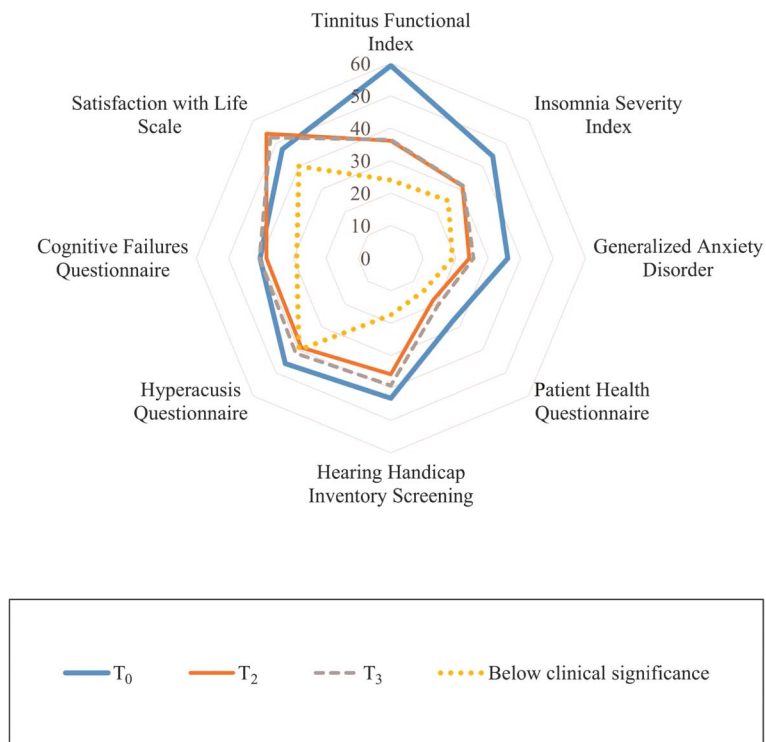 Tinnitus Functional
Index
60
50
40
30
20
10
0
Insomnia Severity
Index
Generalized Anxiety
Disorder
Patient Health
Questionnaire
Hearing Handicap
Inventory Screening
Hyperacusis
Questionnaire
Cognitive Failures
Questionnaire
Satisfaction with Life
Scale
T₀ T₂ T₃ Below clinical significance